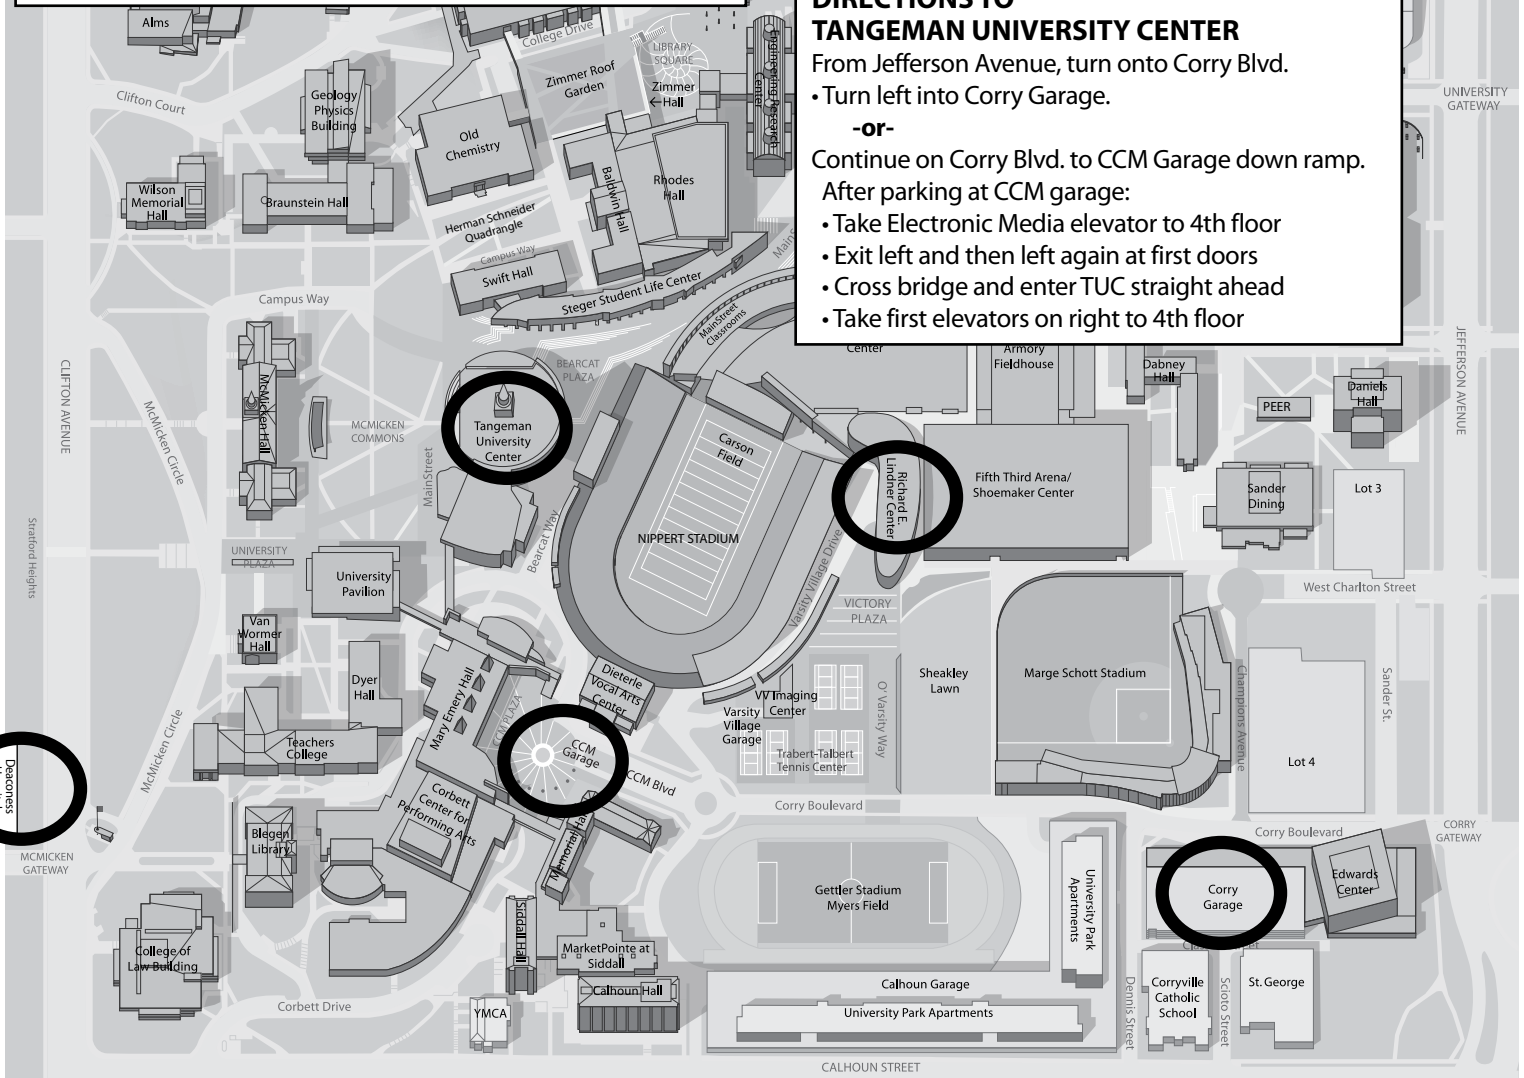 DIRECTIONS TO
TANGEMAN UNIVERSITY CENTER
From Jefferson Avenue, turn onto Corry Blvd.
• Turn left into Corry Garage.
-or-
Continue on Corry Blvd. to CCM Garage down ramp.
After parking at CCM garage:
• Take Electronic Media elevator to 4th floor
• Exit left and then left again at first doors
• Cross bridge and enter TUC straight ahead
• Take first elevators on right to 4th floor
Alms
College Drive
LIBRARY
SQUARE
Engineering Research
Center
Zimmer Roof
Garden
Zimmer
←Hall
Clifton Court
Geology
Physics
Building
UNIVERSITY
GATEWAY
Old
Chemistry
Baldwin Hall
Rhodes
Hall
Wilson
Memorial
Hall
Braunstein Hall
Herman Schneider
Quadrangle
Campus Way
Swift Hall
Steger Student Life Center
MainS
Campus Way
MainStreet
Classrooms
Center
Armory
Fieldhouse
Dabney
Hall
Daniels
Hall
PEER
JEFFERSON AVENUE
CLIFTON AVENUE
McMicken Circle
McMicken Hall
MCMICKEN
COMMONS
BEARCAT
PLAZA
Tangeman
University
Center
MainStreet
Carson
Field
Richard E.
Lindner Center
Fifth Third Arena/
Shoemaker Center
Sander
Dining
Lot 3
Stratford Heights
NIPPERT STADIUM
Bearcat Way
Varsity Village Drive
UNIVERSITY
PLAZA
University
Pavilion
West Charlton Street
VICTORY
PLAZA
Van
Wormer
Hall
Dyer
Hall
Mary Emery Hall
CCM PLAZA
Dieterle
Vocal Arts
Center
VV Imaging
Center
Varsity
Village
Garage
Trabert-Talbert
Tennis Center
O'Varsity Way
Sheakley
Lawn
Marge Schott Stadium
Champions Avenue
Sander St.
Lot 4
McMicken Circle
Teachers
College
CCM
Garage
CCM Blvd
Deaconess
Corbett
Center for
Performing Arts
Memorial Hall
Corry Boulevard
Corry Boulevard
CORRY
GATEWAY
Blegen
Library
MCMICKEN
GATEWAY
Gettler Stadium
Myers Field
University Park
Apartments
Corry
Garage
Edwards
Center
College of
Law Building
Siddall Hall
MarketPointe at
Siddall
Calhoun Hall
Calhoun Garage
University Park Apartments
Dennis Street
Corryville
Catholic
School
Scioto Street
St. George
Corbett Drive
YMCA
CALHOUN STREET